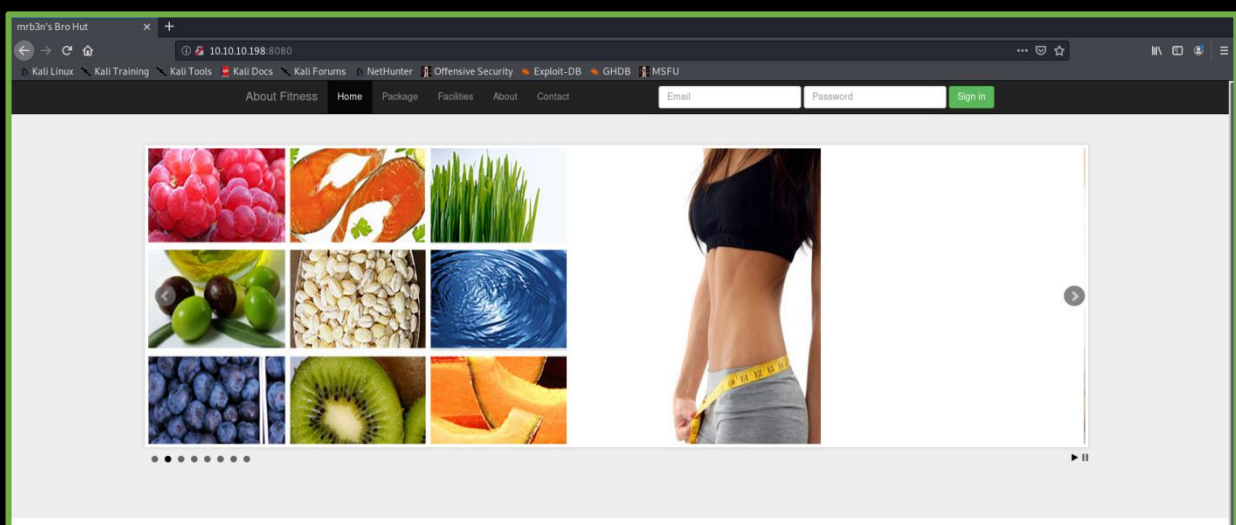 mrb3n's Bro Hut
10.10.10.198:8080
Kali Linux Kali Training Kali Tools Kali Docs Kali Forums NetHunter Offensive Security Exploit-DB GHDB MSFU
About Fitness Home Package Facilities About Contact Email Password Sign in